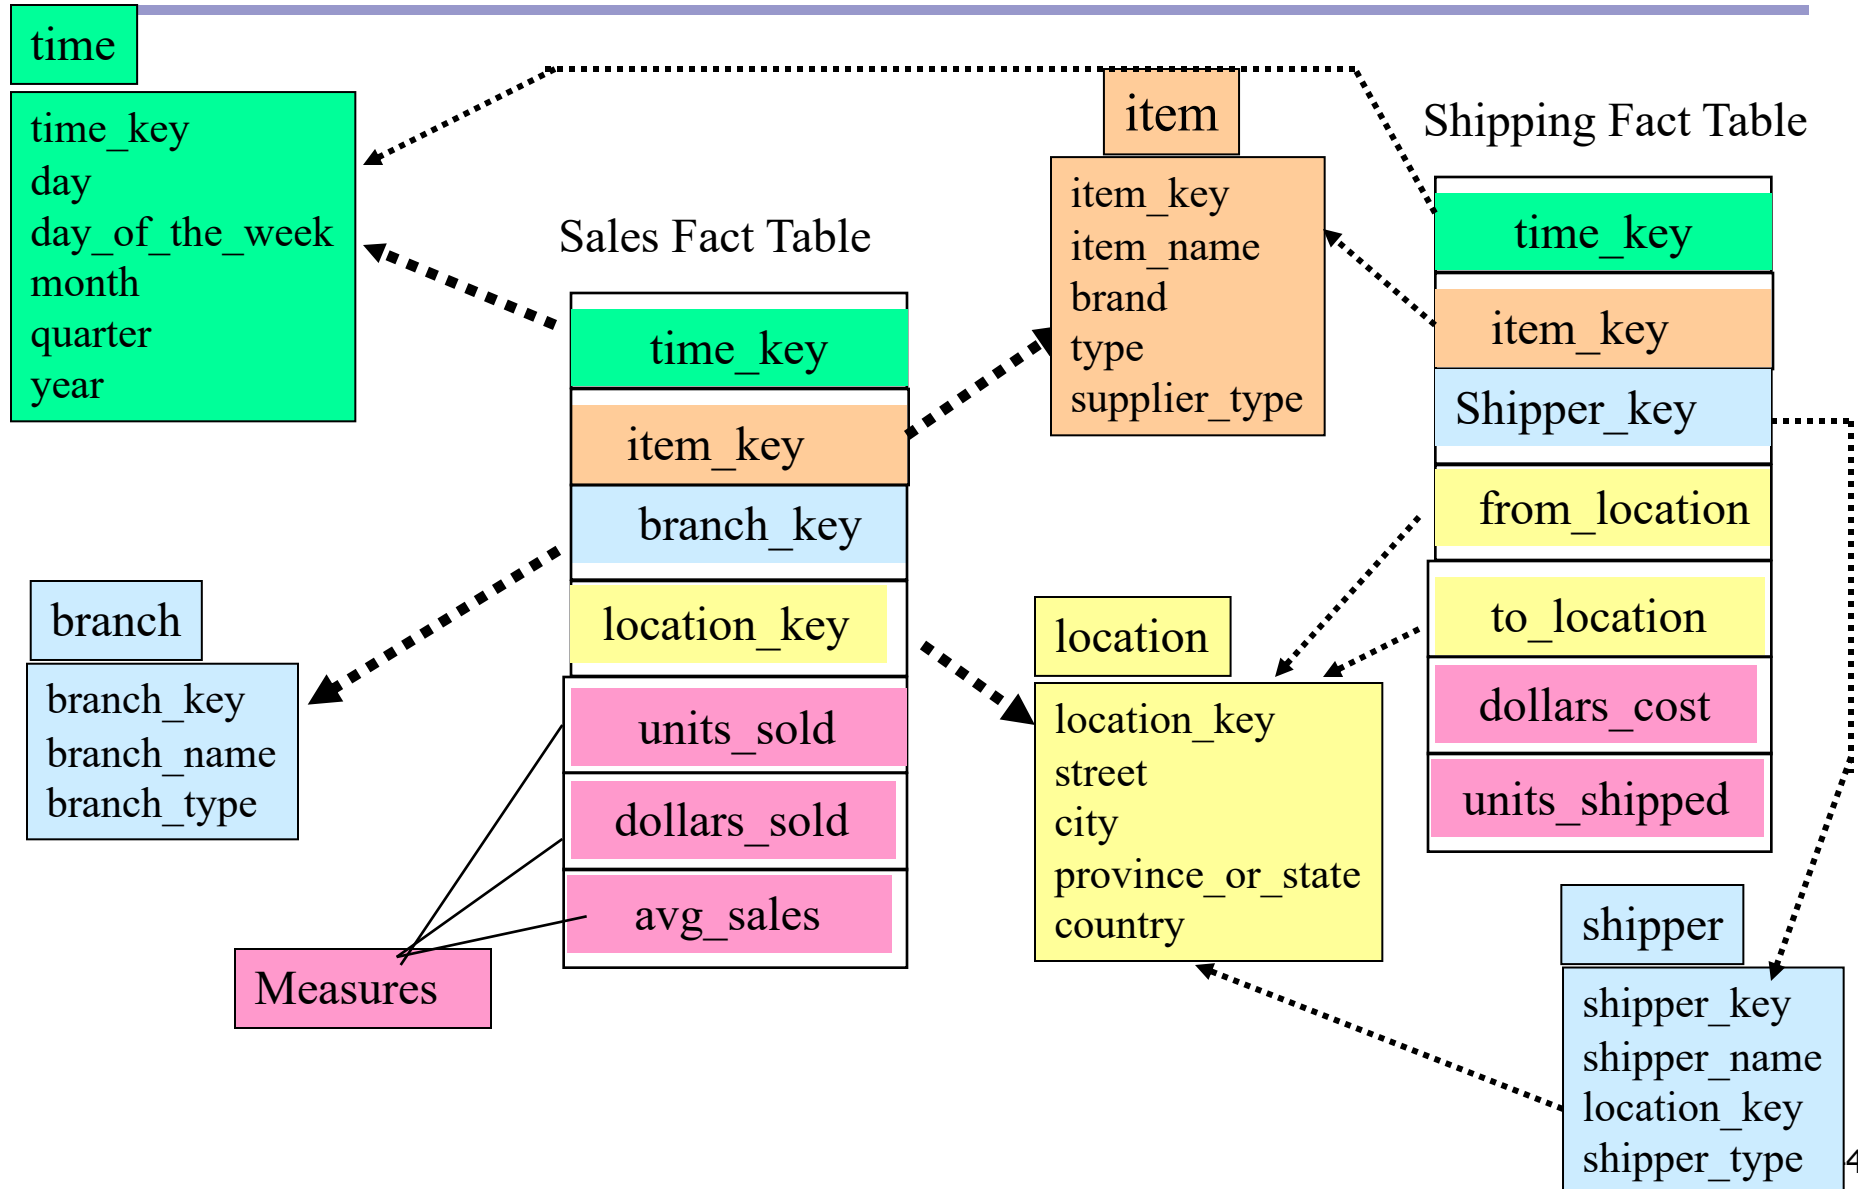 time
time_key
day
day_of_the_week
month
quarter
year
Sales Fact Table
time_key
item_key
branch_key
location_key
units_sold
dollars_sold
avg_sales
Measures
branch
branch_key
branch_name
branch_type
item
item_key
item_name
brand
type
supplier_type
location
location_key
street
city
province_or_state
country
Shipping Fact Table
time_key
item_key
Shipper_key
from_location
to_location
dollars_cost
units_shipped
shipper
shipper_key
shipper_name
location_key
shipper_type